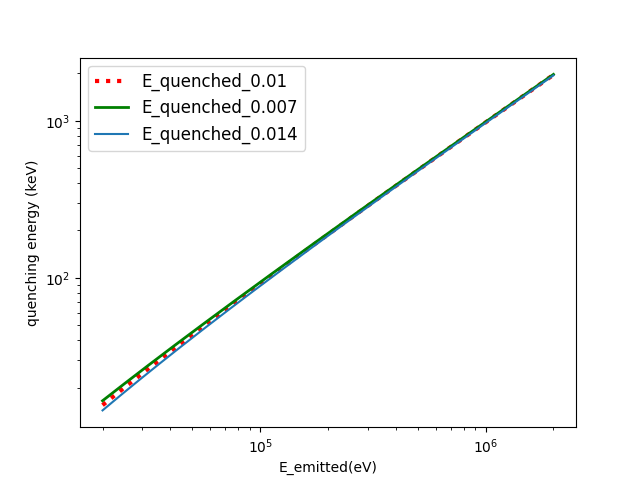 E_quenched_0.01
E_quenched_0.007
E_quenched_0.014
quenching energy (keV)
10³
10²
10⁵
10⁶
E_emitted(eV)